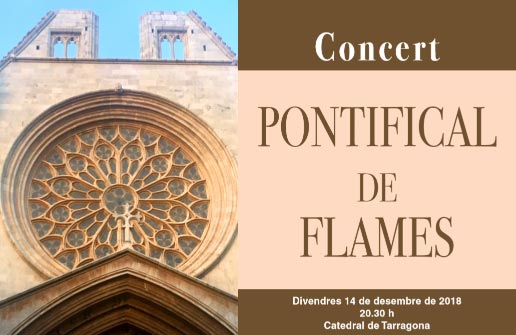 Concert
PONTIFICAL
DE
FLAMES
Divendres 14 de desembre de 2018
20.30 h
Catedral de Tarragona